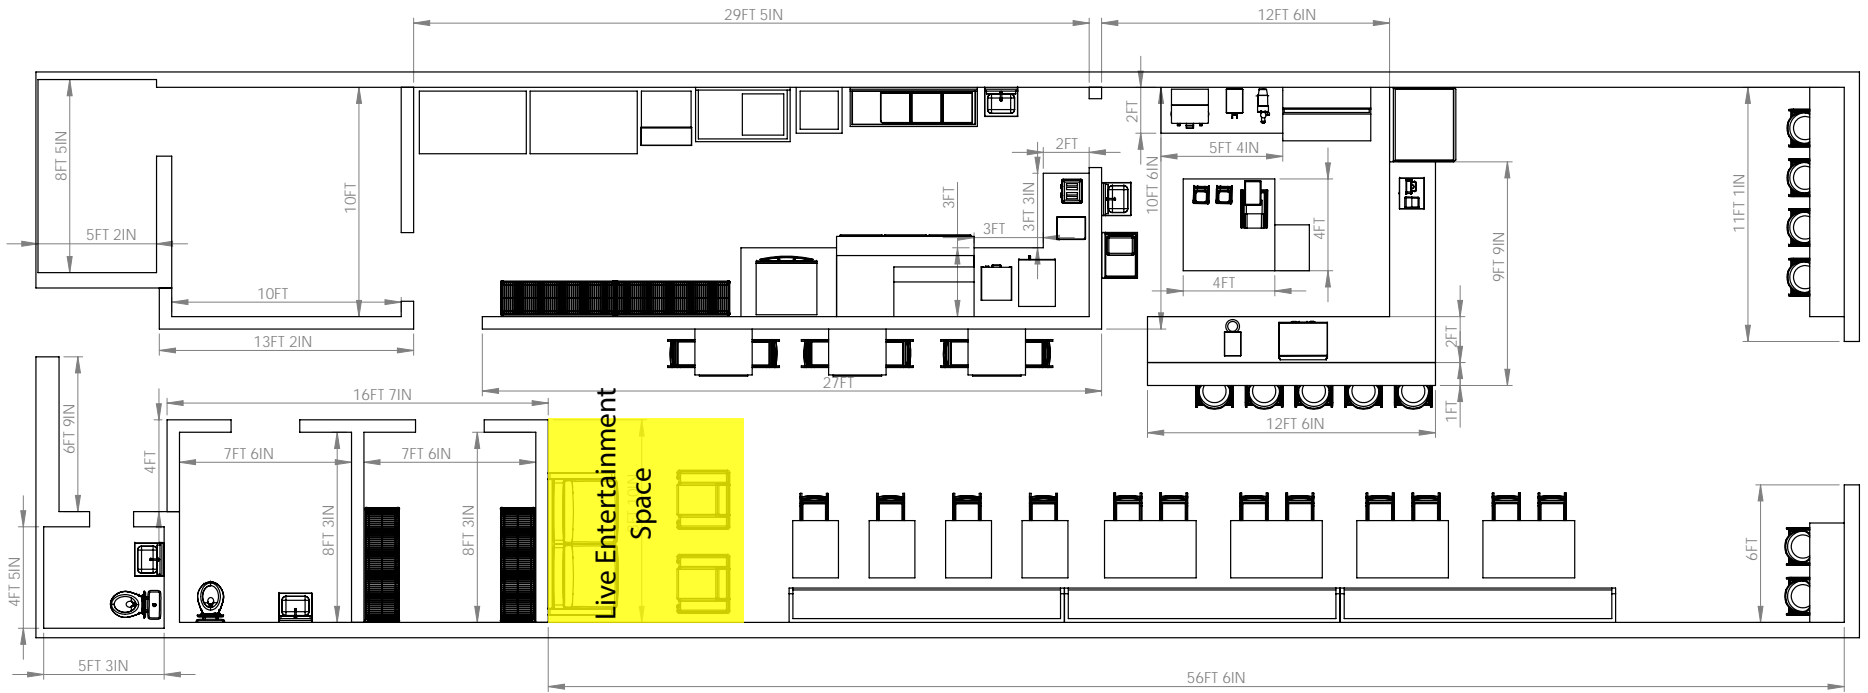 29FT 5IN
12FT 6IN
8FT 5IN
10FT
2FT
5FT 4IN
2FT
10FT 6IN
11FT 1IN
3FT
3FT 3IN
3FT
4FT
5FT 2IN
9FT 9IN
10FT
4FT
13FT 2IN
2FT
27FT
1FT
16FT 7IN
12FT 6IN
6FT 9IN
4FT
7FT 6IN
7FT 6IN
Live Entertainment
Space
8FT 3IN
8FT 3IN
6FT
4FT 5IN
5FT 3IN
56FT 6IN